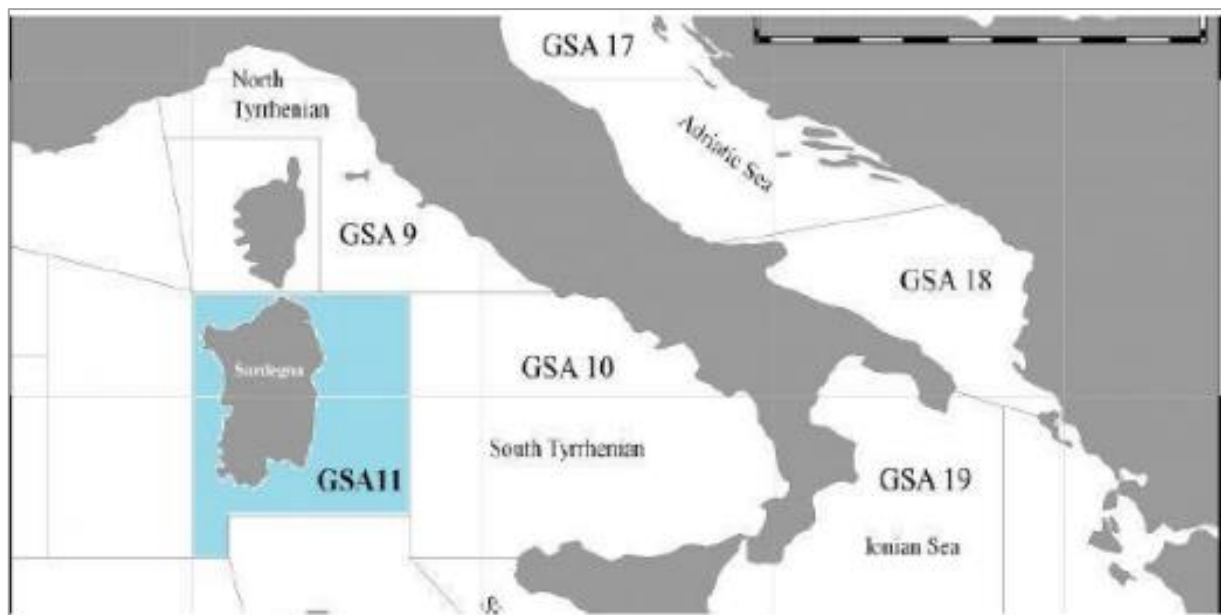 GSA 17
North
Tyrrhenian
Adriatic Sea
GSA 9
GSA 18
Sardegna
GSA 10
South Tyrrhenian
GSA11
GSA 19
Ionian Sea